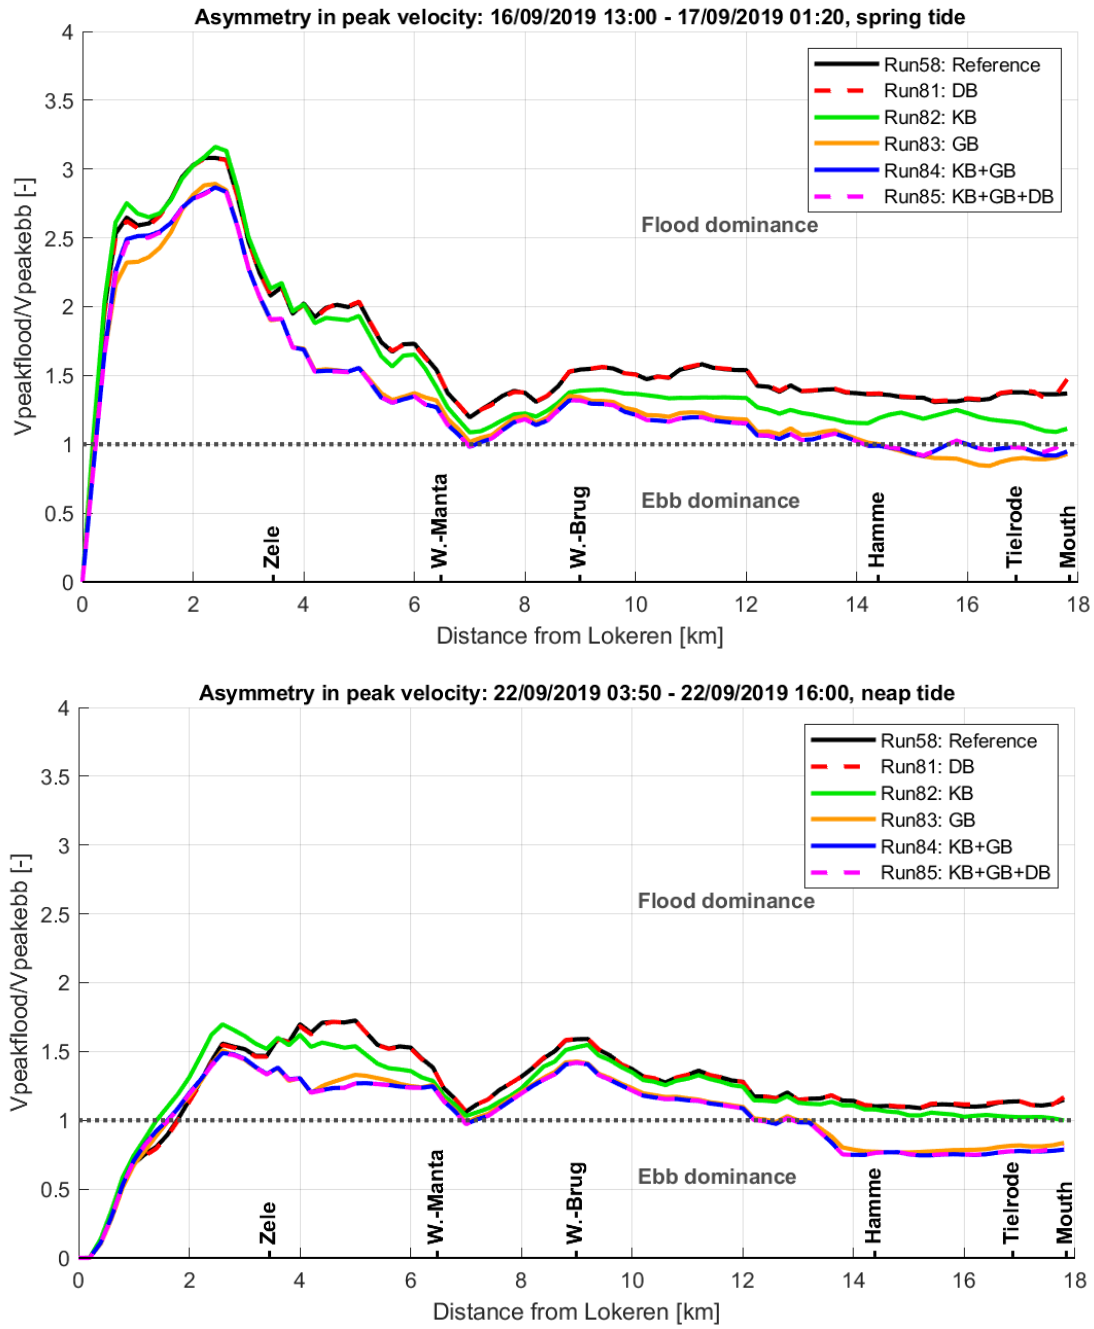 Asymmetry in peak velocity: 16/09/2019 13:00 - 17/09/2019 01:20, spring tide
4
3.5
3
2.5
2
1.5
1
0.5
0
Vpeakflood/Vpeakebb [-]
Run58: Reference
Run81: DB
Run82: KB
Run83: GB
Run84: KB+GB
Run85: KB+GB+DB
Flood dominance
Ebb dominance
Zele
W.-Manta
W.-Brug
Hamme
Tielrode
Mouth
0 2 4 6 8 10 12 14 16 18
Distance from Lokeren [km]
Asymmetry in peak velocity: 22/09/2019 03:50 - 22/09/2019 16:00, neap tide
4
3.5
3
2.5
2
1.5
1
0.5
0
Vpeakflood/Vpeakebb [-]
Run58: Reference
Run81: DB
Run82: KB
Run83: GB
Run84: KB+GB
Run85: KB+GB+DB
Flood dominance
Ebb dominance
Zele
W.-Manta
W.-Brug
Hamme
Tielrode
Mouth
0 2 4 6 8 10 12 14 16 18
Distance from Lokeren [km]